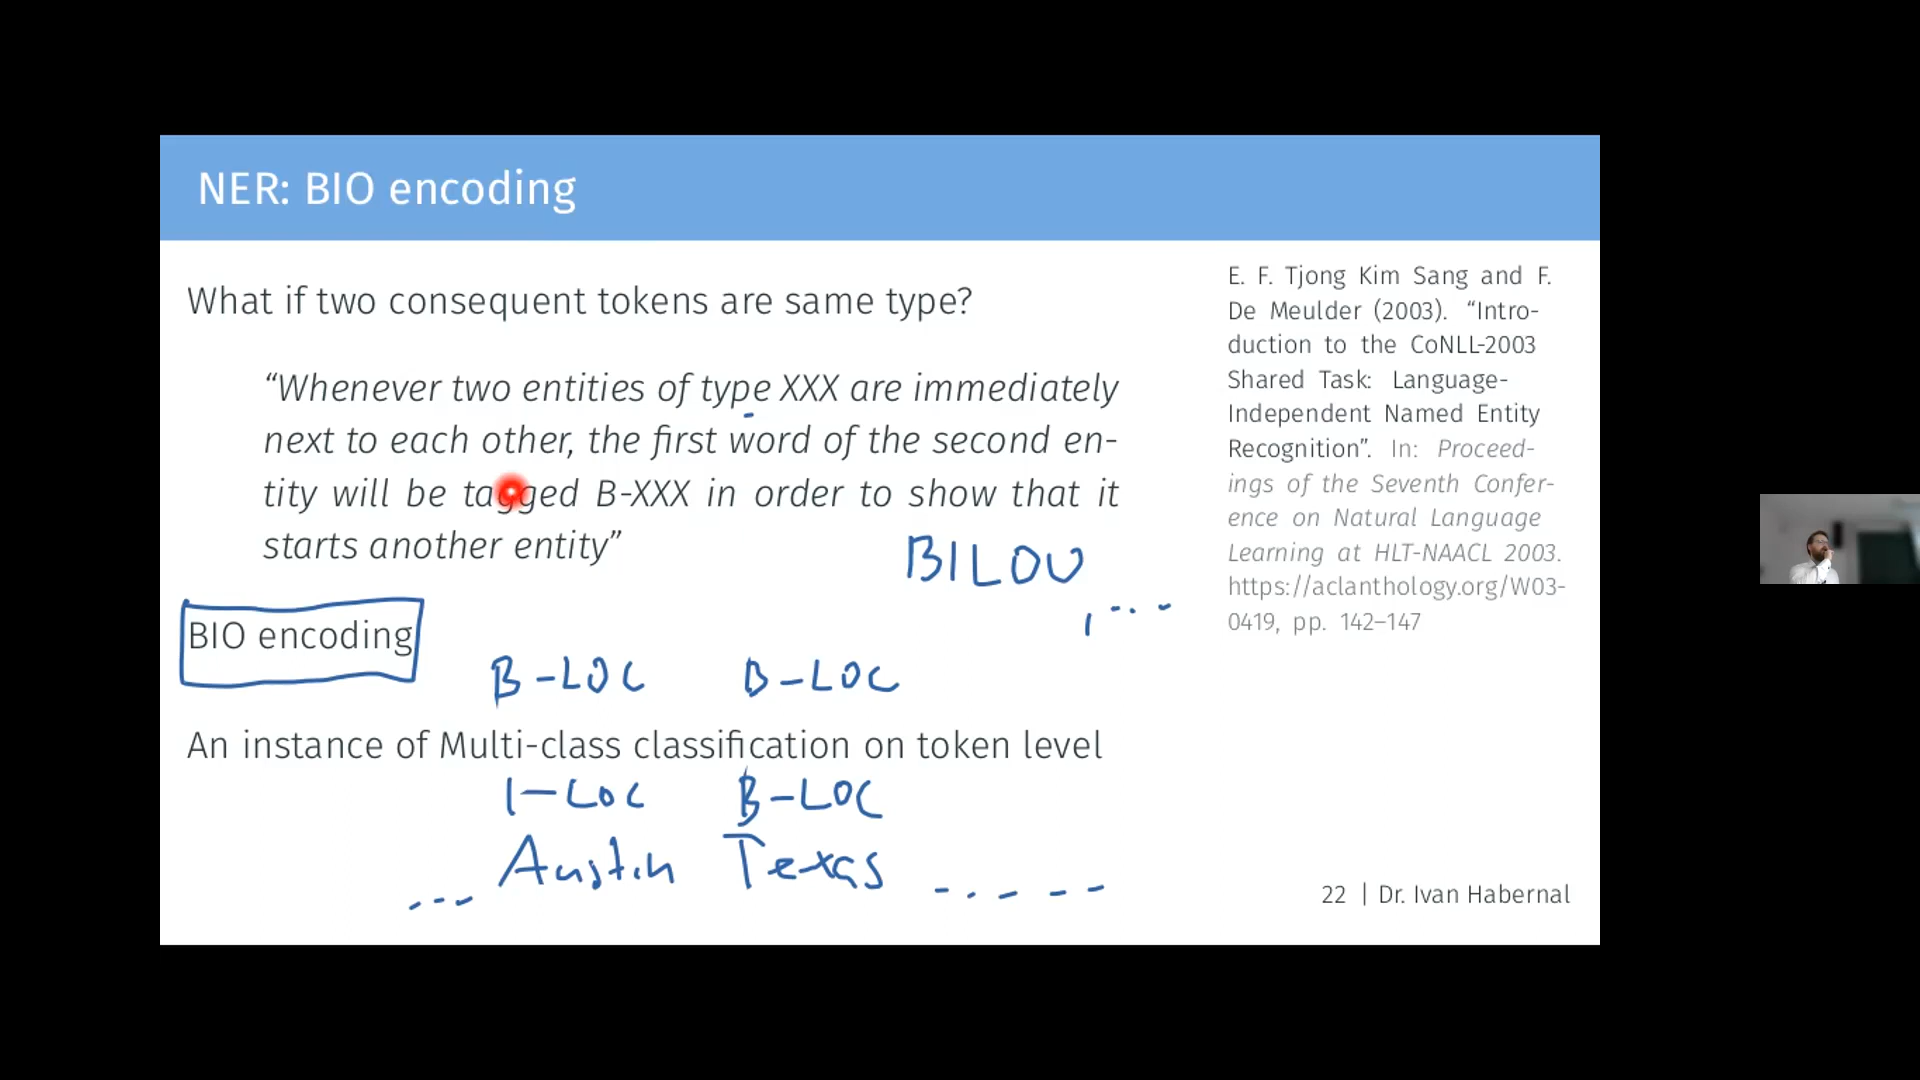 NER: BIO encoding
What if two consequent tokens are same type?
“Whenever two entities of type XXX are immediately
next to each other, the first word of the second en-
tity will be tagged B-XXX in order to show that it
starts another entity”
BILOU
BIO encoding
B-LOC B-LOC
An instance of Multi-class classification on token level
I-LOC B-LOC
Austin Texas
E. F. Tjong Kim Sang and F.
De Meulder (2003). “Intro-
duction to the CoNLL-2003
Shared Task: Language-
Independent Named Entity
Recognition”. In: Proceed-
ings of the Seventh Confer-
ence on Natural Language
Learning at HLT-NAACL 2003.
https://aclanthology.org/W03-
0419, pp. 142–147
22 | Dr. Ivan Habernal